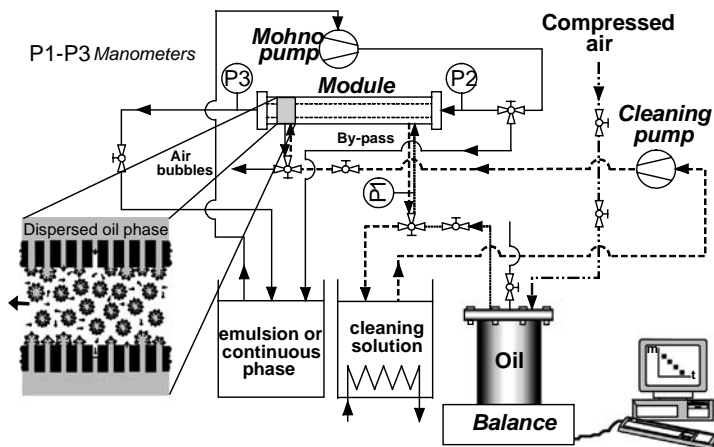 P1-P3 Manometers
Mohno
pump
Compressed
air
P3
Module
P2
Cleaning
pump
By-pass
Air
bubbles
P1
Dispersed oil phase
emulsion or
continuous
phase
cleaning
solution
Oil
Balance
m
t